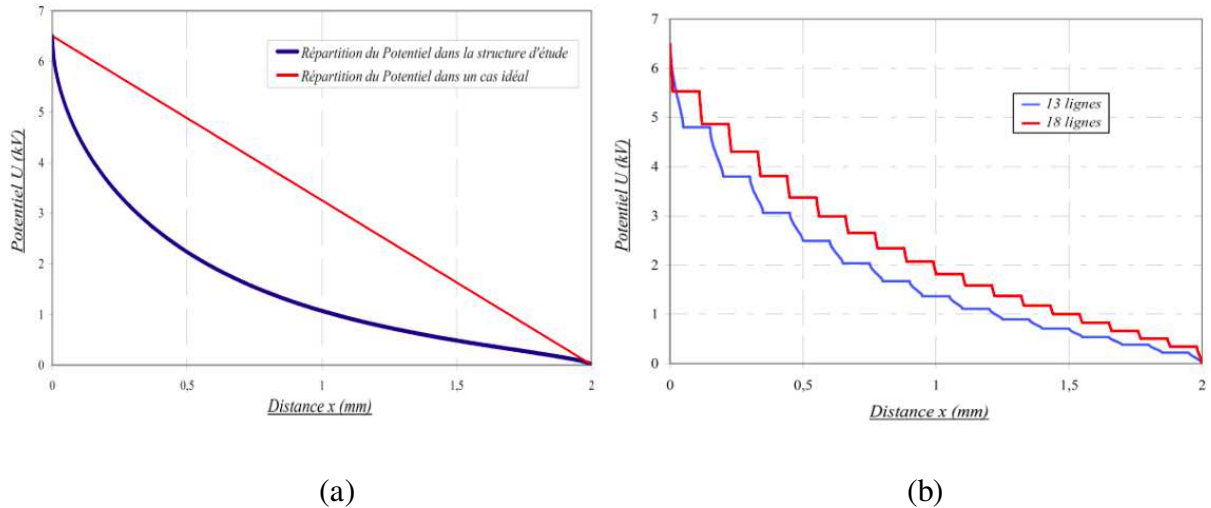 7
6
5
4
3
2
1
0
Potentiel U (kV)
Répartition du Potentiel dans la structure d'étude
Répartition du Potentiel dans un cas idéal
0
0,5
1
1,5
2
Distance x (mm)
(a)
7
6
5
4
3
2
1
0
Potentiel U (kV)
13 lignes
18 lignes
0
0,5
1
1,5
2
Distance x (mm)
(b)